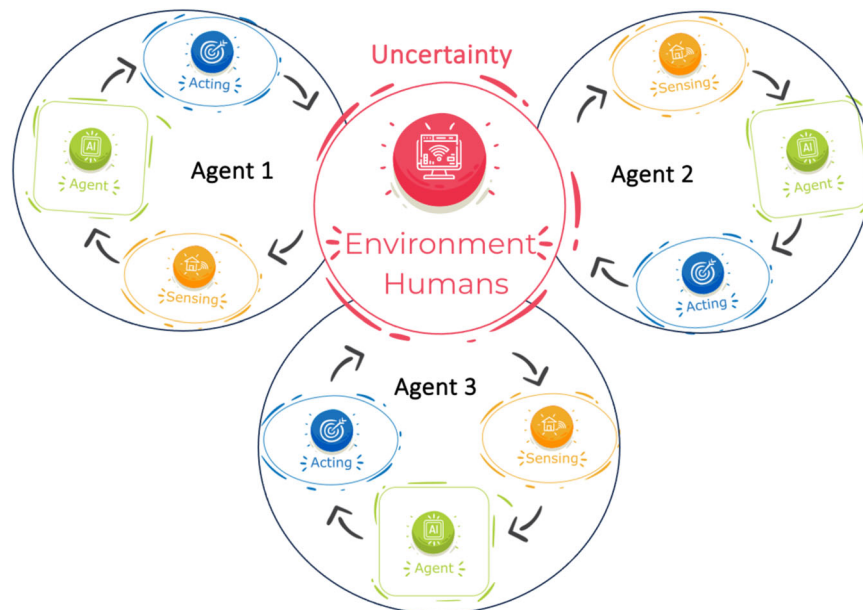 Uncertainty
Environment
Humans
Agent 1
Acting
AI
Agent
Sensing
Agent 2
Sensing
AI
Agent
Acting
Agent 3
Acting
Sensing
AI
Agent